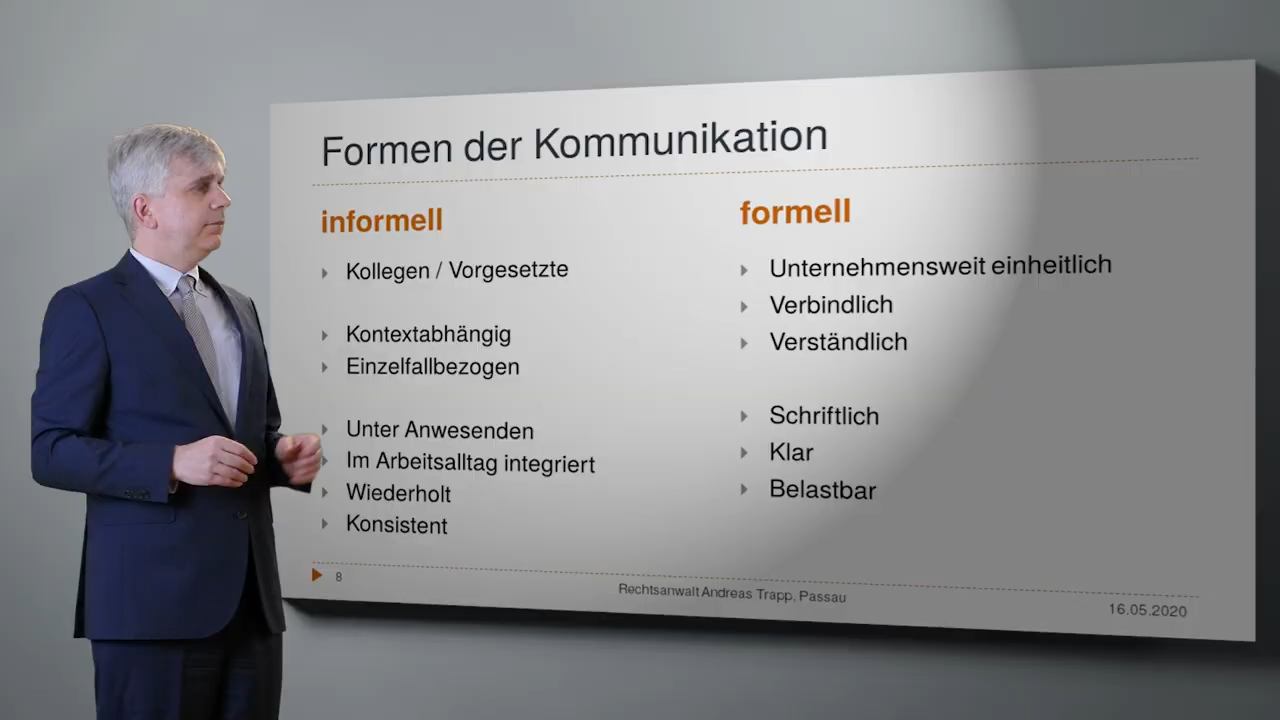 Formen der Kommunikation
informell
Kollegen / Vorgesetzte
Kontextabhängig
Einzelfallbezogen
Unter Anwesenden
Im Arbeitsalltag integriert
Wiederholt
Konsistent
formell
Unternehmensweit einheitlich
Verbindlich
Verständlich
Schriftlich
Klar
Belastbar
8
Rechtsanwalt Andreas Trapp, Passau
16.05.2020